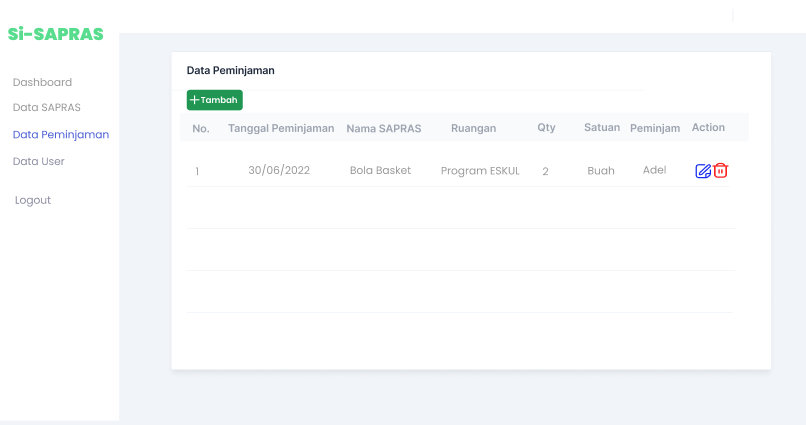 Si-SAPRAS
Dashboard
Data SAPRAS
Data Peminjaman
Data User
Logout
Data Peminjaman
+Tambah
No. Tanggal Peminjaman Nama SAPRAS Ruangan Qty Satuan Peminjam Action
1 30/06/2022 Bola Basket Program ESKUL 2 Buah Adel